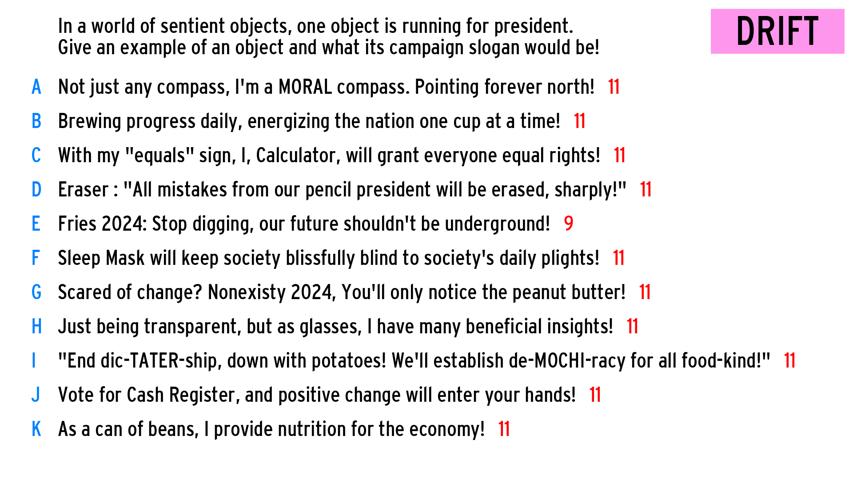 In a world of sentient objects, one object is running for president.
Give an example of an object and what its campaign slogan would be!
DRIFT
A Not just any compass, I'm a MORAL compass. Pointing forever north! 11
B Brewing progress daily, energizing the nation one cup at a time! 11
C With my "equals" sign, I, Calculator, will grant everyone equal rights! 11
D Eraser : "All mistakes from our pencil president will be erased, sharply!" 11
E Fries 2024: Stop digging, our future shouldn't be underground! 9
F Sleep Mask will keep society blissfully blind to society's daily plights! 11
G Scared of change? Nonexisty 2024, You'll only notice the peanut butter! 11
H Just being transparent, but as glasses, I have many beneficial insights! 11
I "End dic-TATER-ship, down with potatoes! We'll establish de-MOCHI-racy for all food-kind!" 11
J Vote for Cash Register, and positive change will enter your hands! 11
K As a can of beans, I provide nutrition for the economy! 11